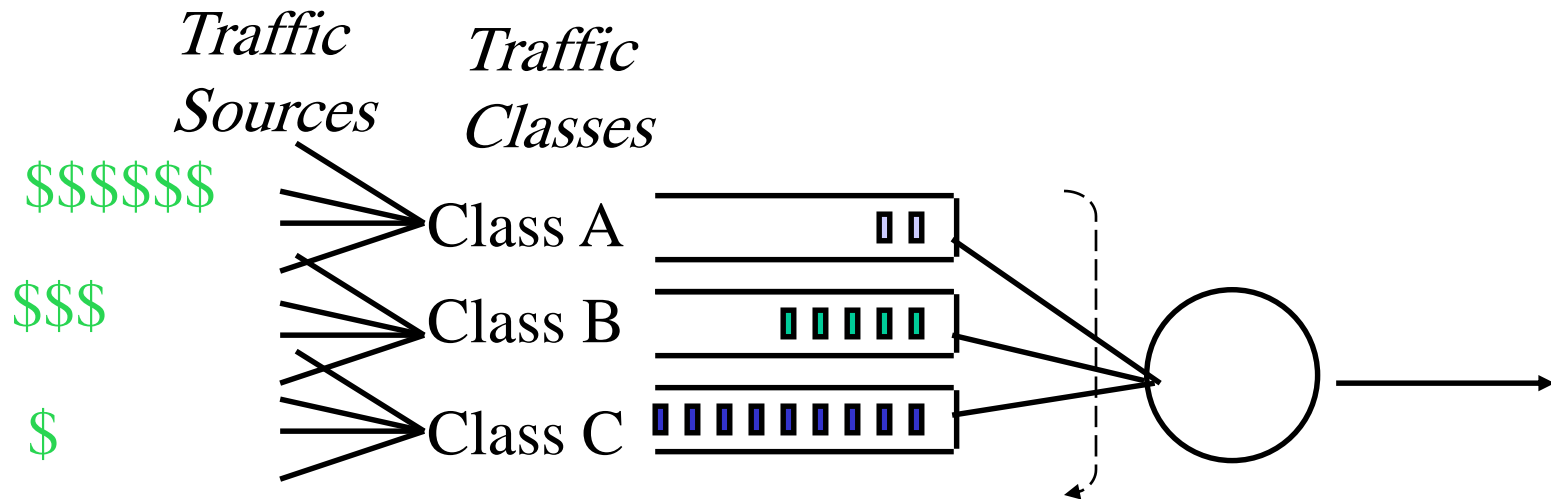 Traffic
Sources
Traffic
Classes
$$$$$$
Class A
$$$
Class B
$
Class C